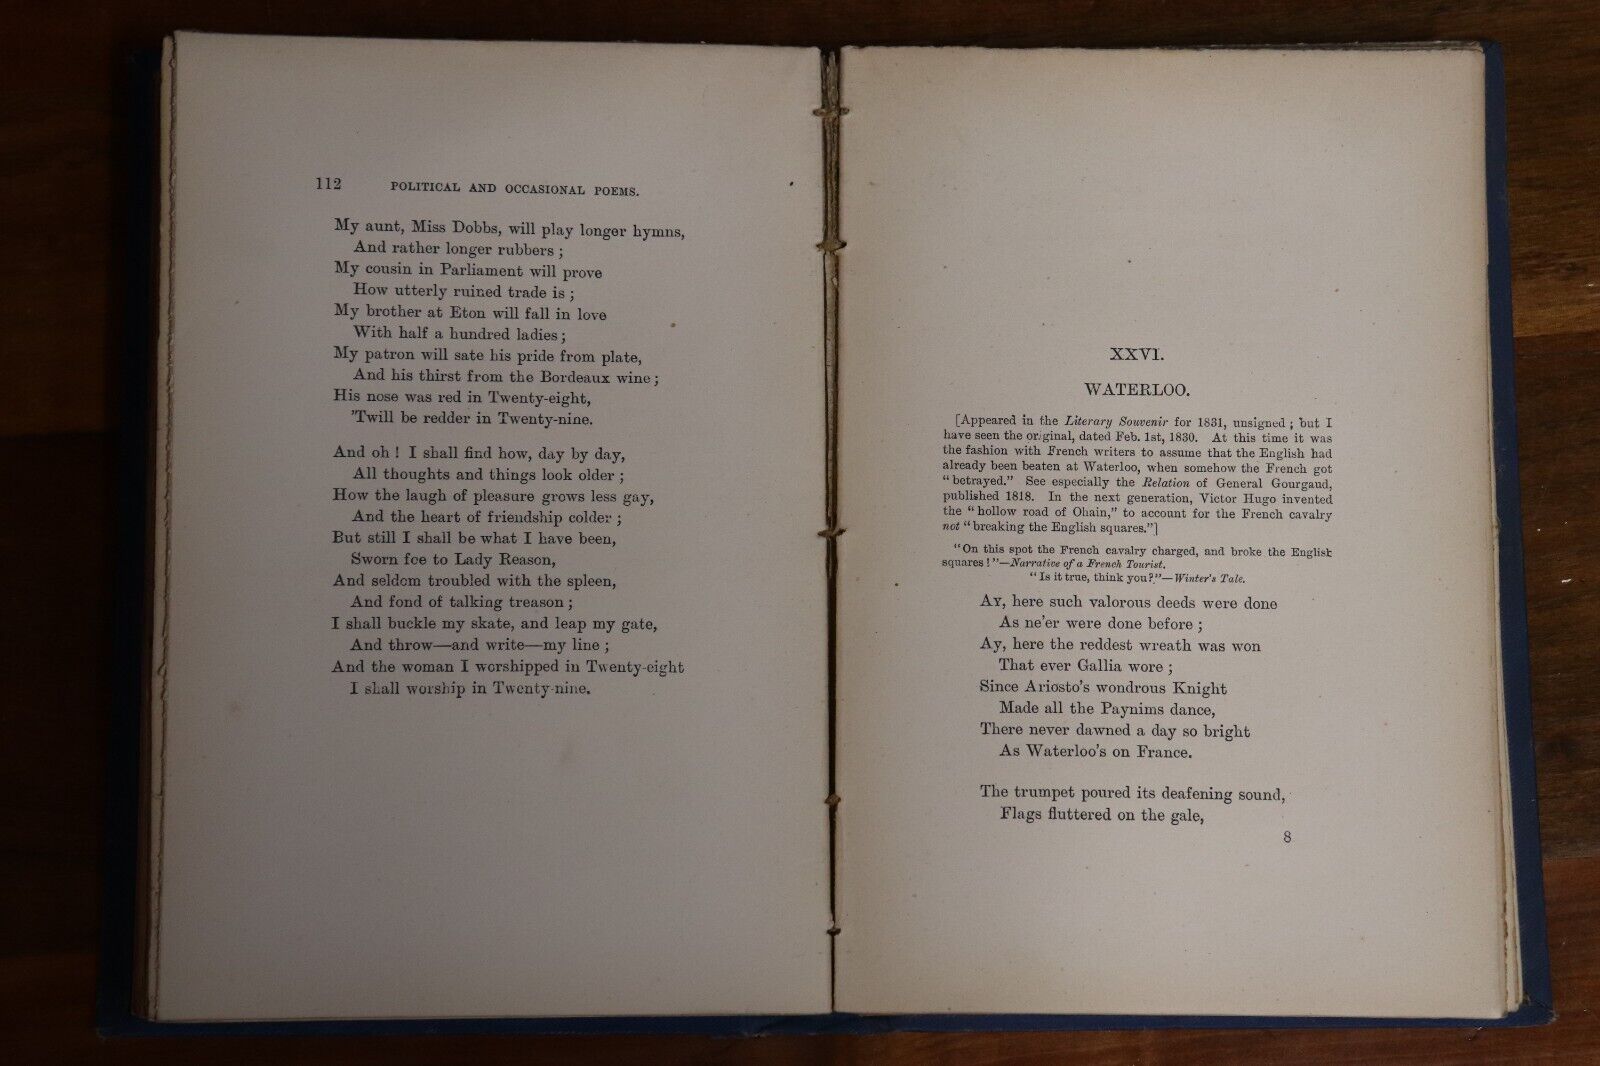 112 POLITICAL AND OCCASIONAL POEMS.
My aunt, Miss Dobbs, will play longer hymns,
And rather longer rubbers ;
My cousin in Parliament will prove
How utterly ruined trade is ;
My brother at Eton will fall in love
With half a hundred ladies ;
My patron will sate his pride from plate,
And his thirst from the Bordeaux wine ;
His nose was red in Twenty-eight,
'Twill be redder in Twenty-nine.
And oh ! I shall find how, day by day,
All thoughts and things look older ;
How the laugh of pleasure grows less gay,
And the heart of friendship colder ;
But still I shall be what I have been,
Sworn foe to Lady Reason,
And seldom troubled with the spleen,
And fond of talking treason ;
I shall buckle my skate, and leap my gate,
And throw—and write—my line ;
And the woman I worshipped in Twenty-eight
I shall worship in Twenty-nine.
XXVI.
WATERLOO.
[Appeared in the Literary Souvenir for 1831, unsigned ; but I
have seen the original, dated Feb. 1st, 1830. At this time it was
the fashion with French writers to assume that the English had
already been beaten at Waterloo, when somehow the French got
“ betrayed.” See especially the Relation of General Gourgaud,
published 1818. In the next generation, Victor Hugo invented
the “ hollow road of Ohain,” to account for the French cavalry
not “ breaking the English squares.”]
“On this spot the French cavalry charged, and broke the English
squares ! ”—Narrative of a French Tourist.
“ Is it true, think you?”—Winter's Tale.
AY, here such valorous deeds were done
As ne'er were done before ;
Ay, here the reddest wreath was won
That ever Gallia wore ;
Since Ariosto's wondrous Knight
Made all the Paynims dance,
There never dawned a day so bright
As Waterloo's on France.
The trumpet poured its deafening sound,
Flags fluttered on the gale,
8